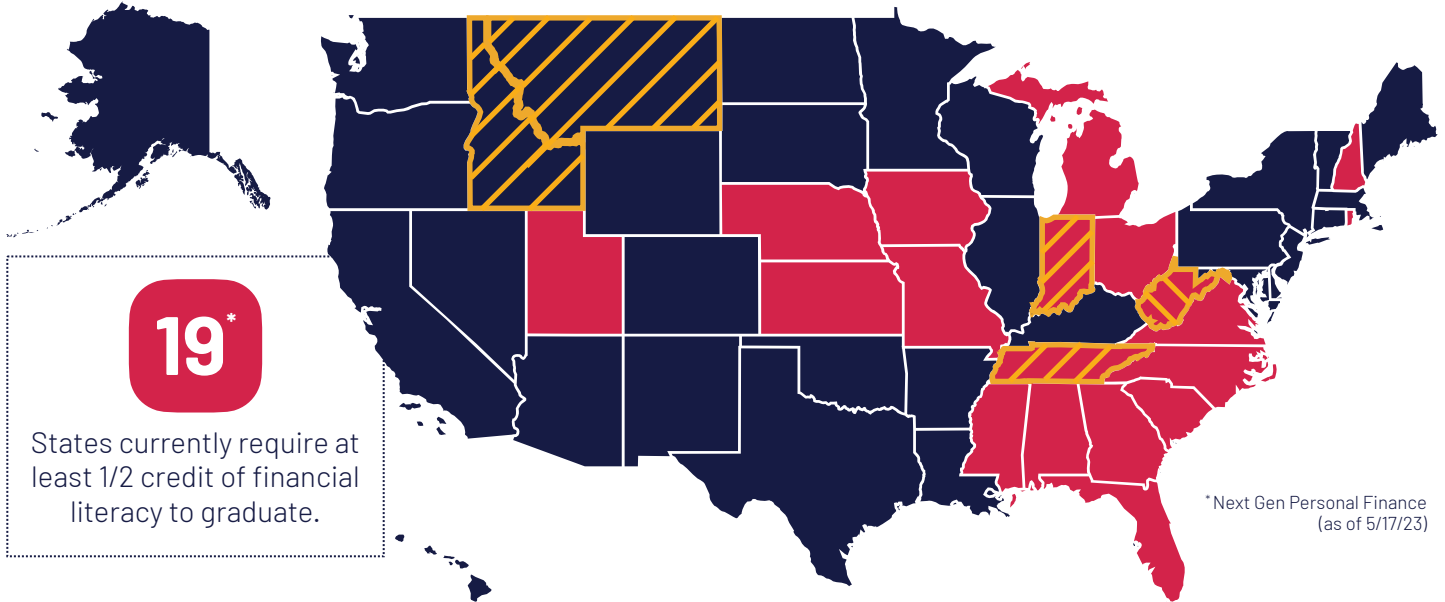 19*
States currently require at
least 1/2 credit of financial
literacy to graduate.
*Next Gen Personal Finance
(as of 5/17/23)